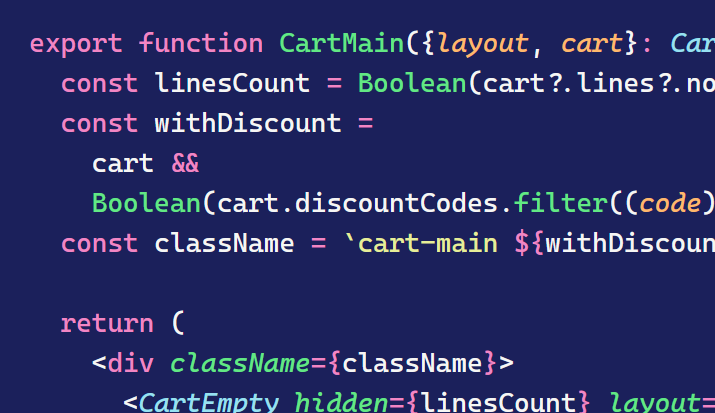 export function CartMain({layout, cart}: Car
const linesCount = Boolean(cart?.lines?.no
const withDiscount =
cart &&
Boolean(cart.discountCodes.filter((code)
const className = `cart-main ${withDiscoun
return (
<div className={className}>
<CartEmpty hidden={linesCount} layout=